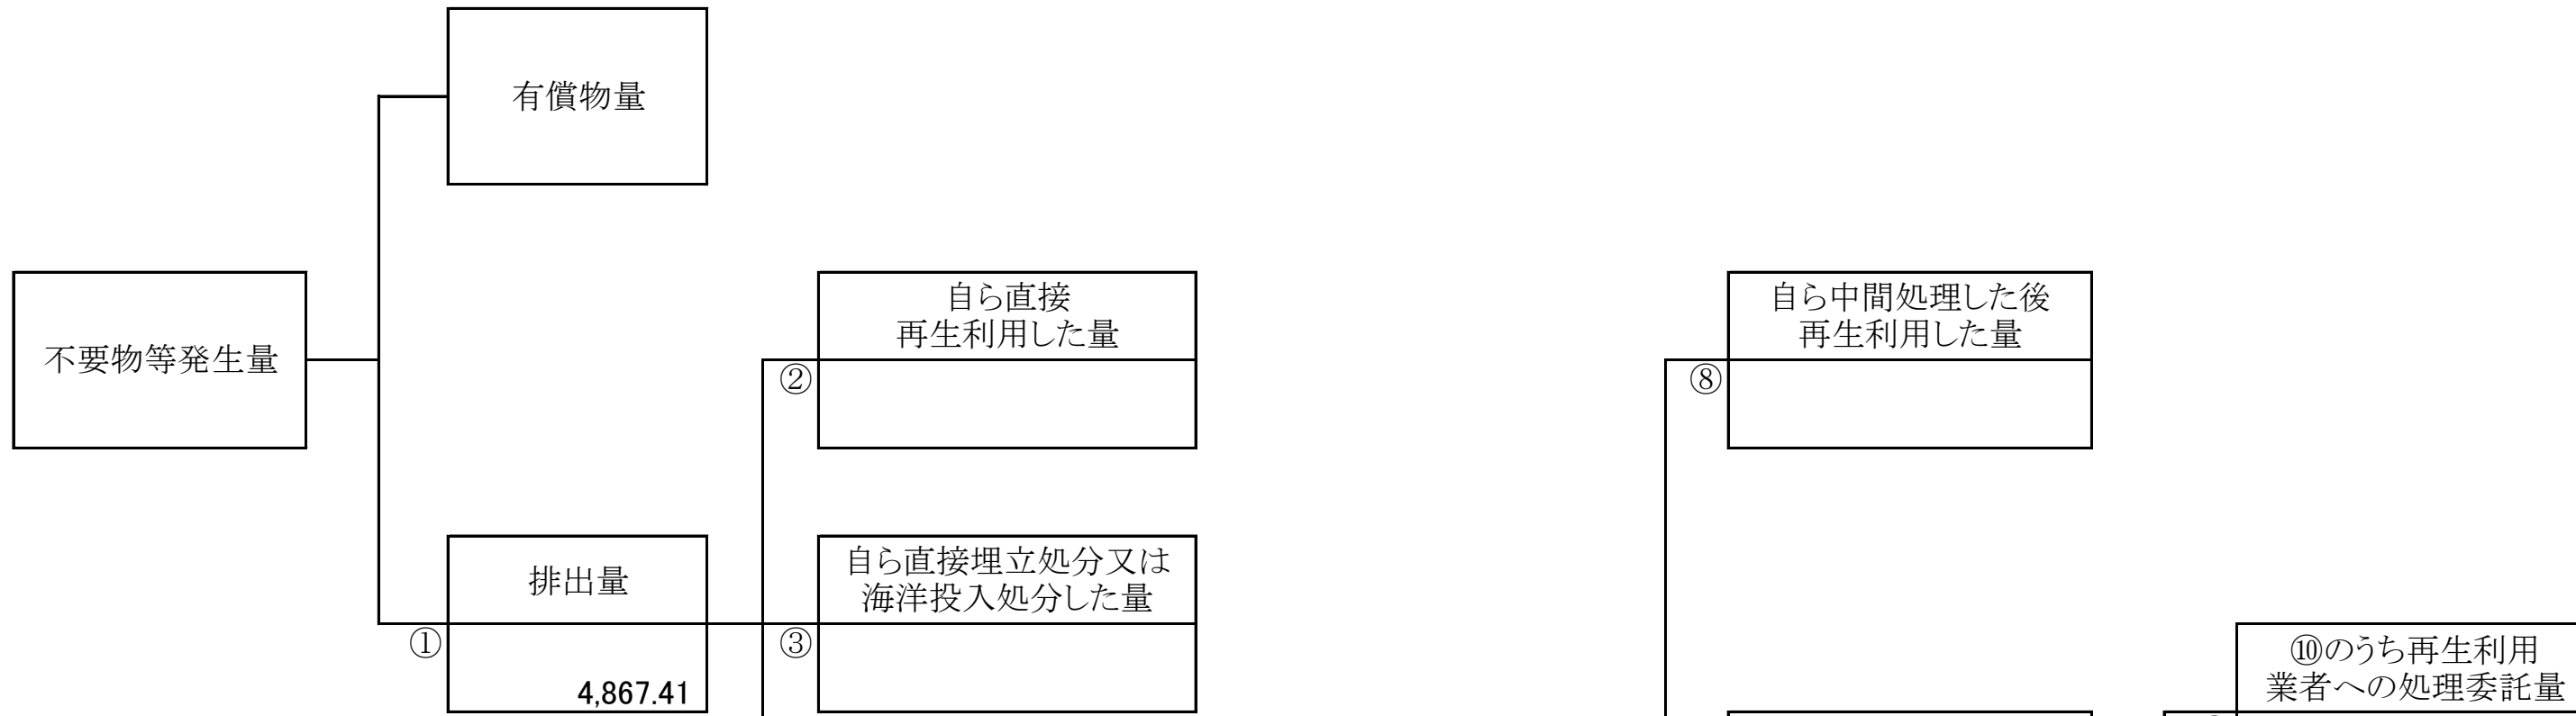 有償物量
不要物等発生量
自ら直接
再生利用した量
②
自ら中間処理した後
再生利用した量
⑧
排出量
①
4,867.41
自ら直接埋立処分又は
海洋投入処分した量
③
⑩のうち再生利用
業者への処理委託量